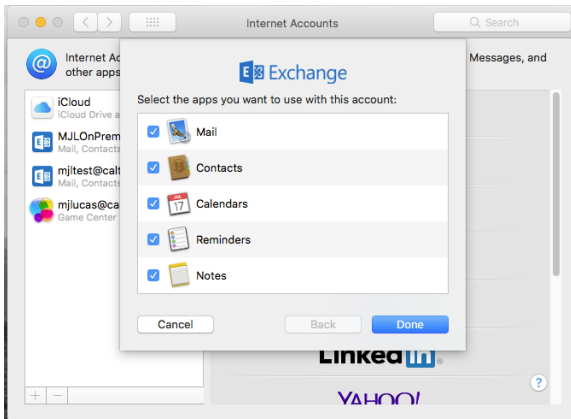 Internet Accounts
Search
Internet Ac
other apps
Messages, and
E Exchange
Select the apps you want to use with this account:
Mail
Contacts
JUL
17
Calendars
Reminders
Notes
Cancel
Back
Done
iCloud
iCloud Drive a
E
MJLOnPrem
Mail, Contacts
E
mjltest@calt
Mail, Contacts
mjlucas@ca
Game Center
LinkedIn
YAHOO!
+ −
?